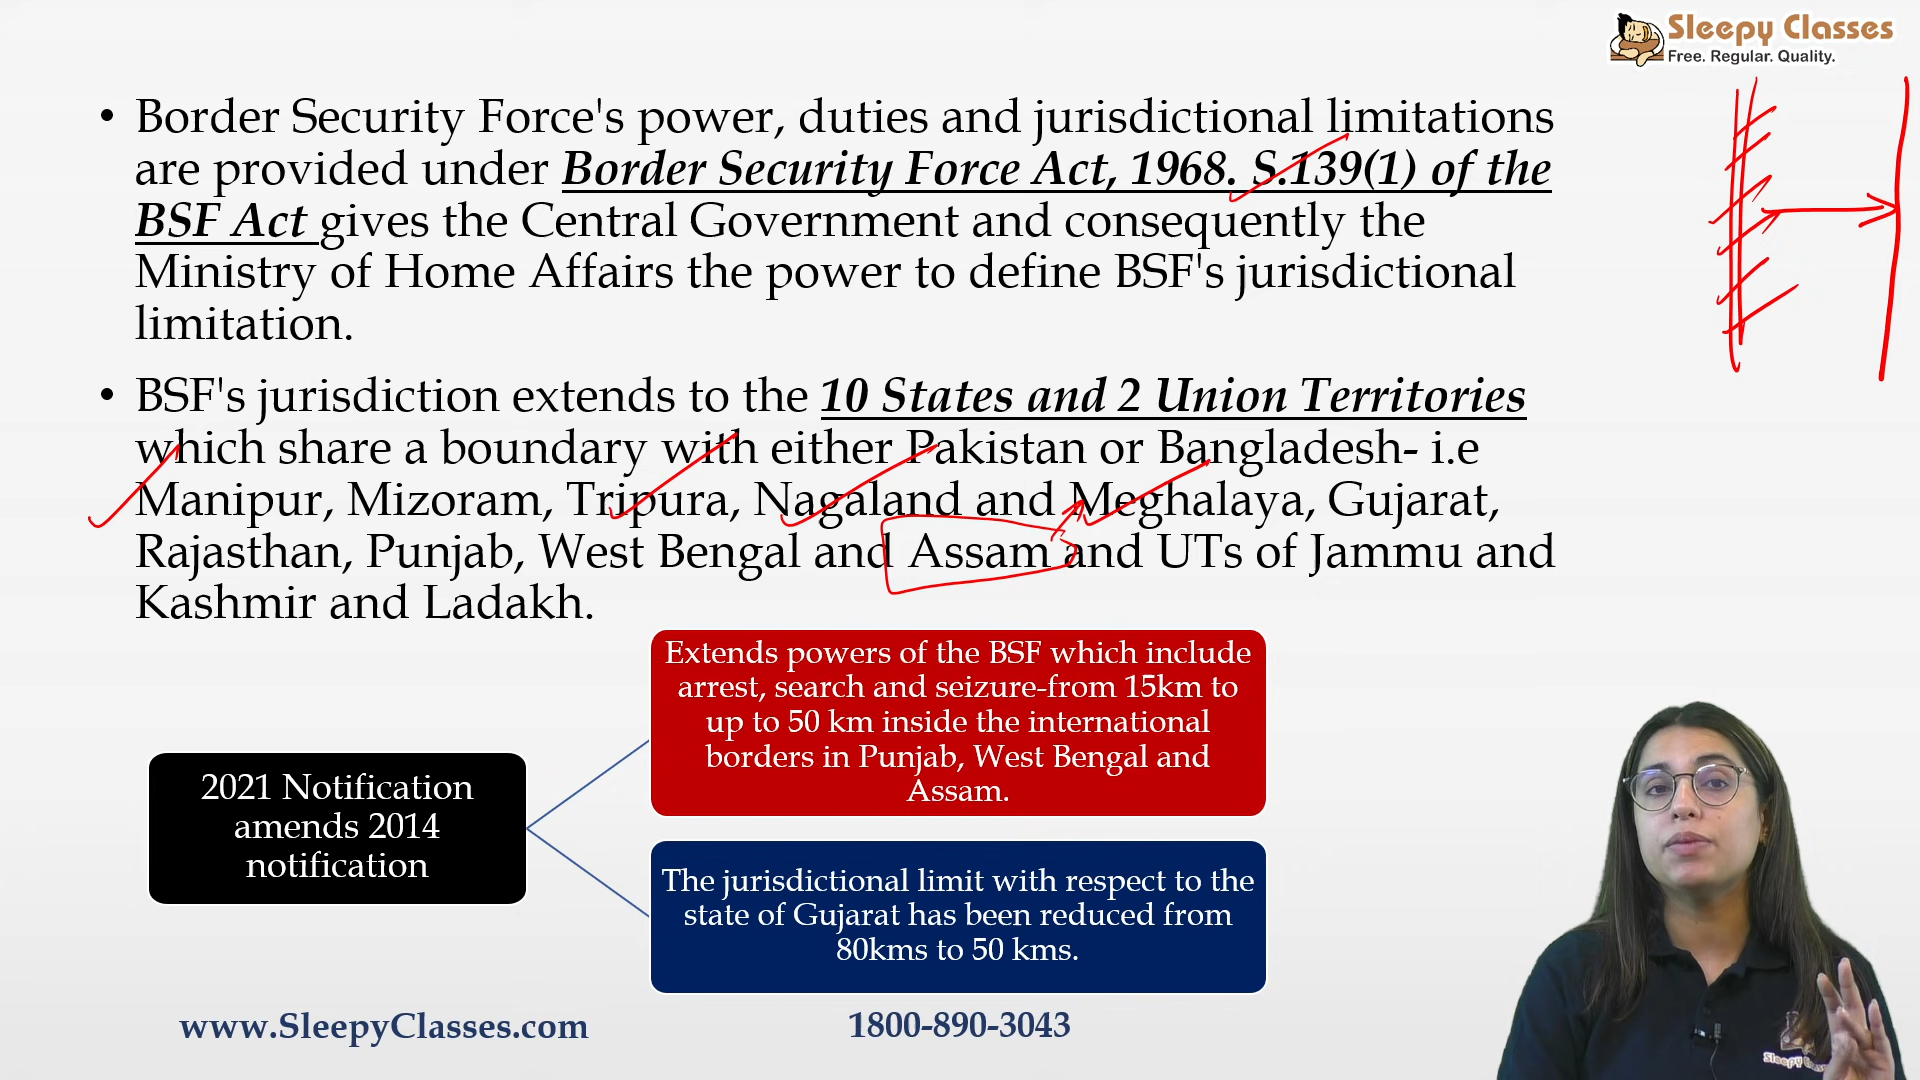 Sleepy Classes
Free. Regular. Quality.
• Border Security Force's power, duties and jurisdictional limitations
are provided under Border Security Force Act, 1968. S.139(1) of the
BSF Act gives the Central Government and consequently the
Ministry of Home Affairs the power to define BSF's jurisdictional
limitation.
• BSF's jurisdiction extends to the 10 States and 2 Union Territories
which share a boundary with either Pakistan or Bangladesh- i.e
Manipur, Mizoram, Tripura, Nagaland and Meghalaya, Gujarat,
Rajasthan, Punjab, West Bengal and Assam and UTs of Jammu and
Kashmir and Ladakh.
2021 Notification
amends 2014
notification
Extends powers of the BSF which include
arrest, search and seizure-from 15km to
up to 50 km inside the international
borders in Punjab, West Bengal and
Assam.
The jurisdictional limit with respect to the
state of Gujarat has been reduced from
80kms to 50 kms.
www.SleepyClasses.com
1800-890-3043